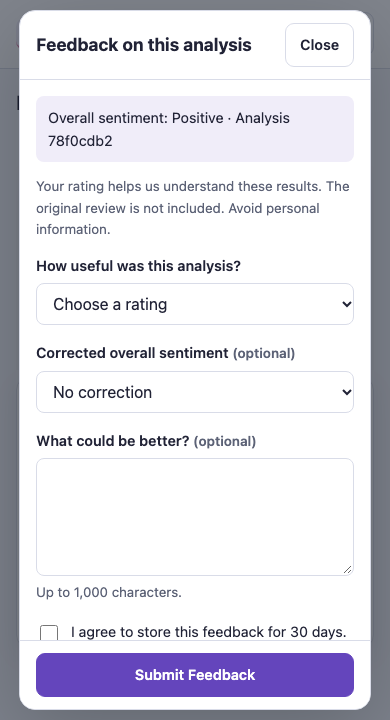 Feedback on this analysis
Close
Overall sentiment: Positive · Analysis
78f0cdb2
Your rating helps us understand these results. The
original review is not included. Avoid personal
information.
How useful was this analysis?
Choose a rating
Corrected overall sentiment (optional)
No correction
What could be better? (optional)
Up to 1,000 characters.
I agree to store this feedback for 30 days.
Submit Feedback